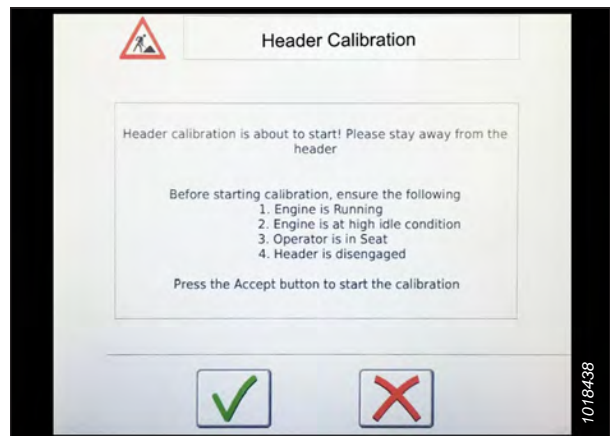 Header Calibration
Header calibration is about to start! Please stay away from the
header
Before starting calibration, ensure the following
1. Engine is Running
2. Engine is at high idle condition
3. Operator is in Seat
4. Header is disengaged
Press the Accept button to start the calibration
1018438